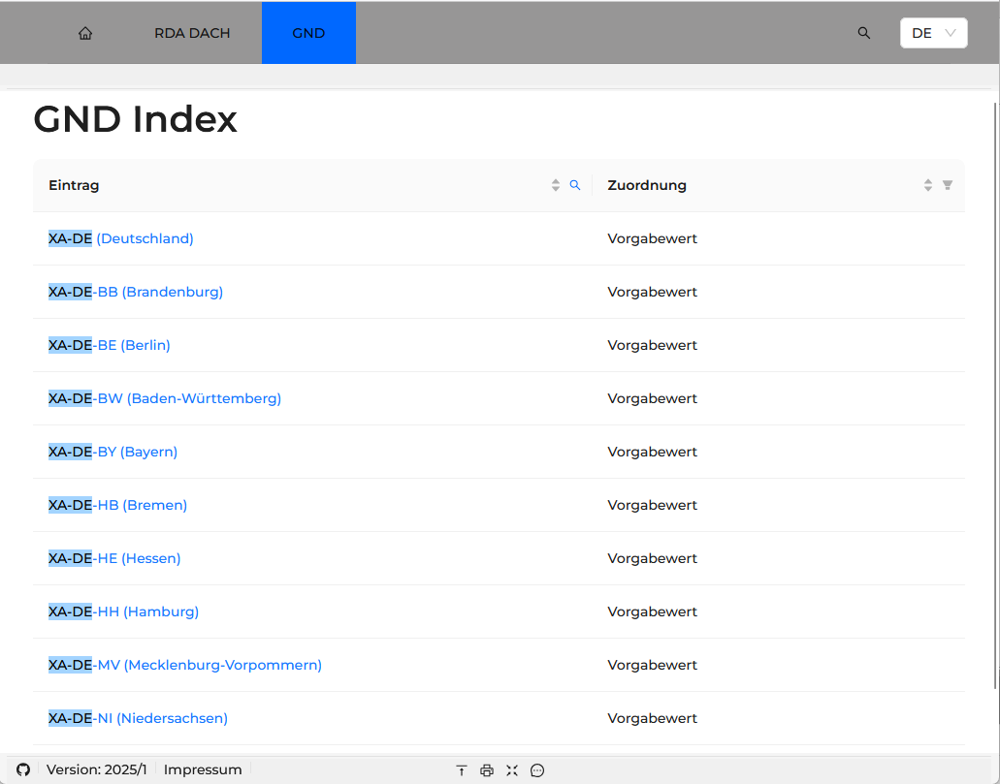 RDA DACH GND DE
GND Index
Eintrag Zuordnung
XA-DE (Deutschland) Vorgabewert
XA-DE-BB (Brandenburg) Vorgabewert
XA-DE-BE (Berlin) Vorgabewert
XA-DE-BW (Baden-Württemberg) Vorgabewert
XA-DE-BY (Bayern) Vorgabewert
XA-DE-HB (Bremen) Vorgabewert
XA-DE-HE (Hessen) Vorgabewert
XA-DE-HH (Hamburg) Vorgabewert
XA-DE-MV (Mecklenburg-Vorpommern) Vorgabewert
XA-DE-NI (Niedersachsen) Vorgabewert
Version: 2025/1 Impressum